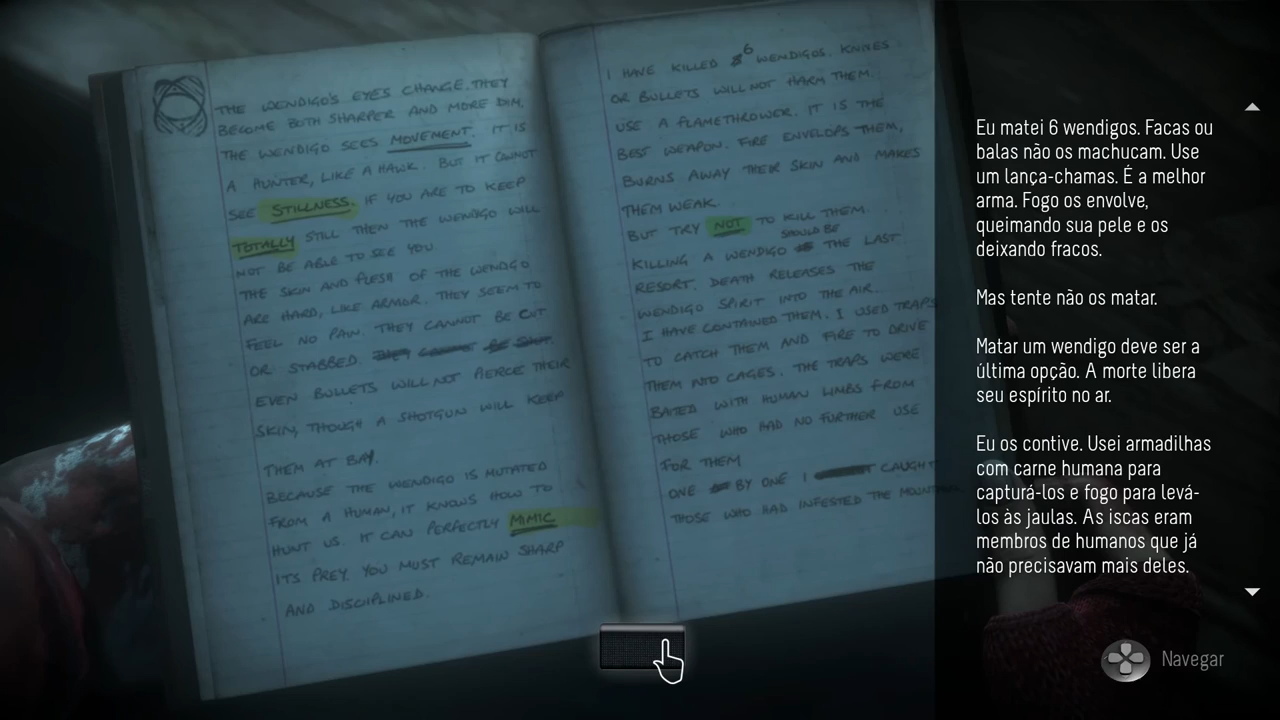 THE WENDIGO'S EYES CHANGE. THEY
BECOME BOTH SHARPER AND MORE DIM.
THE WENDIGO SEES MOVEMENT. IT IS
A HUNTER, LIKE A HAWK. BUT IT CANNOT
SEE STILLNESS. IF YOU ARE TO KEEP
TOTALLY STILL THEN THE WENDIGO WILL
NOT BE ABLE TO SEE YOU.
THE SKIN AND FLESH OF THE WENDIGO
ARE HARD, LIKE ARMOR. THEY SEEM TO
FEEL NO PAIN. THEY CANNOT BE CUT
OR STABBED.
EVEN BULLETS WILL NOT PIERCE THEIR
SKIN, THOUGH A SHOTGUN WILL KEEP
THEM AT BAY.
BECAUSE THE WENDIGO IS MUTATED
FROM A HUMAN, IT KNOWS HOW TO
HUNT US. IT CAN PERFECTLY MIMIC
ITS PREY. YOU MUST REMAIN SHARP
AND DISCIPLINED.
I HAVE KILLED 6 WENDIGOS. KNIVES
OR BULLETS WILL NOT HARM THEM
USE A FLAMETHROWER. IT IS THE
BEST WEAPON. FIRE ENVELOPS THEM,
BURNS AWAY THEIR SKIN AND MAKES
THEM WEAK.
BUT TRY NOT TO KILL THEM.
KILLING A WENDIGO SHOULD BE THE LAST
RESORT. DEATH RELEASES THE
WENDIGO SPIRIT INTO THE AIR.
I HAVE CONTAINED THEM. I USED TRAPS
TO CATCH THEM AND FIRE TO DRIVE
THEM INTO CAGES. THE TRAPS WERE
BAITED WITH HUMAN LIMBS FROM
THOSE WHO HAD NO FURTHER USE
FOR THEM
ONE BY ONE I CAUGHT
THOSE WHO HAD INFESTED THE MOUNTAIN
Eu matei 6 wendigos. Facas ou
balas não os machucam. Use
um lança-chamas. É a melhor
arma. Fogo os envolve,
queimando sua pele e os
deixando fracos.
Mas tente não os matar.
Matar um wendigo deve ser a
última opção. A morte libera
seu espírito no ar.
Eu os contive. Usei armadilhas
com carne humana para
capturá-los e fogo para levá-
los às jaulas. As iscas eram
membros de humanos que já
não precisavam mais deles.
Navegar